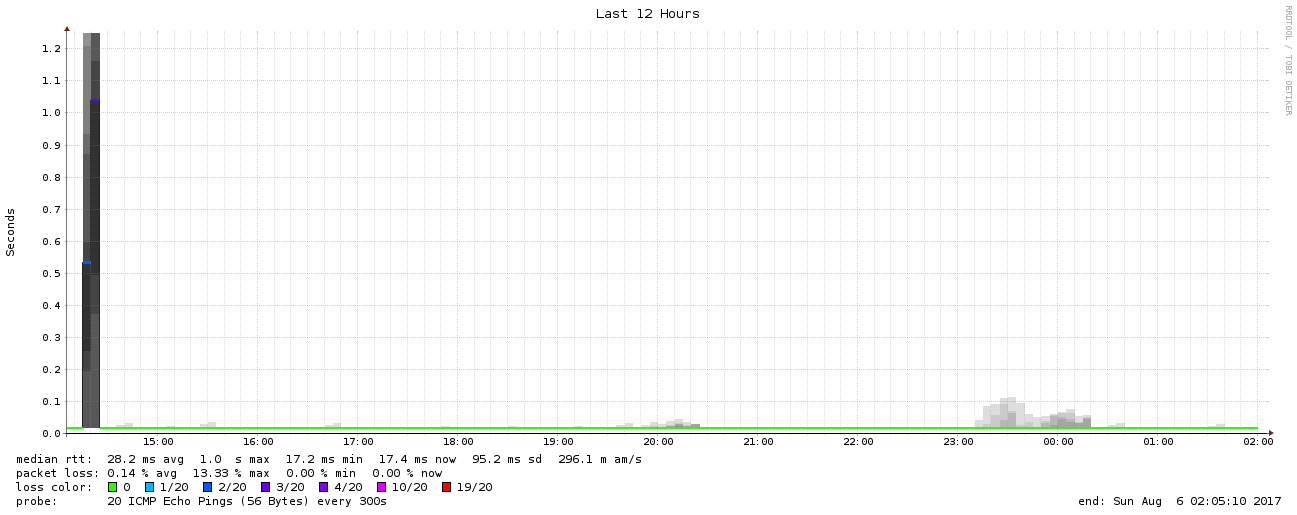 Last 12 Hours
RRDTOOL / TOBI OETIKER
Seconds
1.2
1.1
1.0
0.9
0.8
0.7
0.6
0.5
0.4
0.3
0.2
0.1
0.0
15:00 16:00 17:00 18:00 19:00 20:00 21:00 22:00 23:00 00:00 01:00 02:00
median rtt: 28.2 ms avg 1.0 s max 17.2 ms min 17.4 ms now 95.2 ms sd 296.1 m am/s
packet loss: 0.14 % avg 13.33 % max 0.00 % min 0.00 % now
loss color: 0 1/20 2/20 3/20 4/20 10/20 19/20
probe: 20 ICMP Echo Pings (56 Bytes) every 300s end: Sun Aug 6 02:05:10 2017